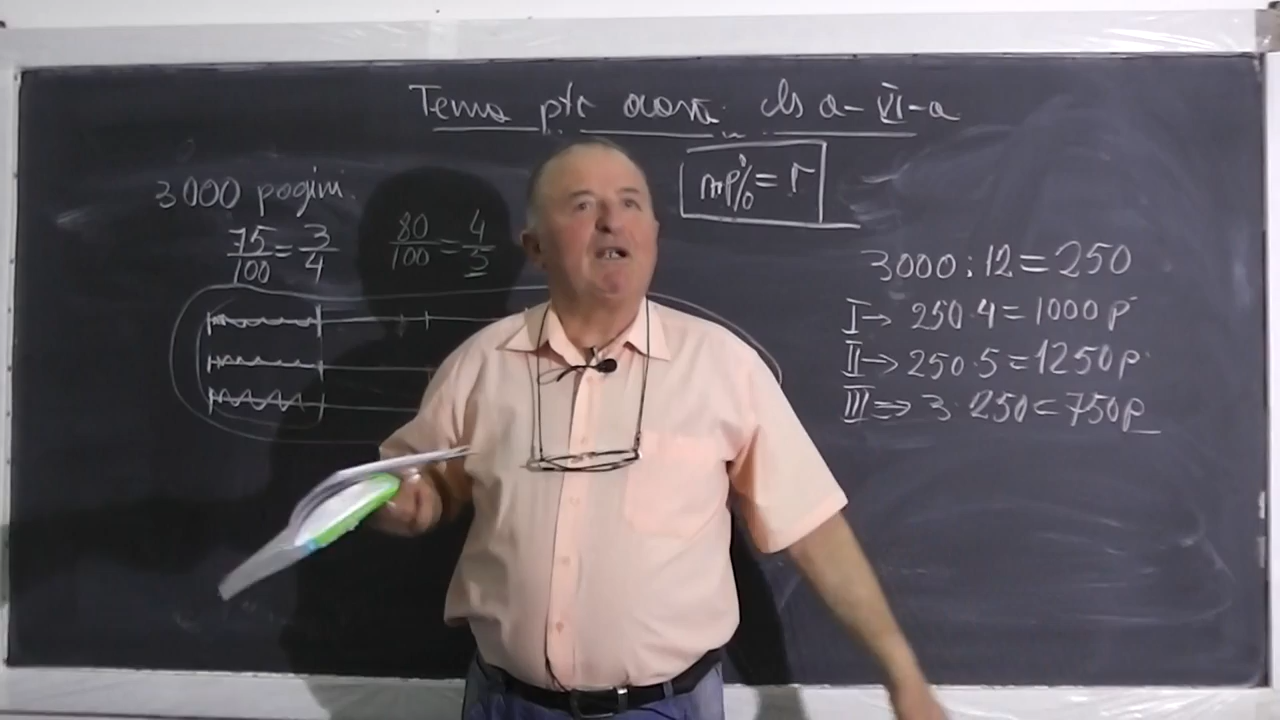 Tema ptr acasă cls a-VI-a
3000 pagini.
75/100 = 3/4
80/100 = 4/5
p% = r
3000 : 12 = 250
I → 250 · 4 = 1000 p
II → 250 · 5 = 1250 p
III ⇒ 3 · 250 = 750 p